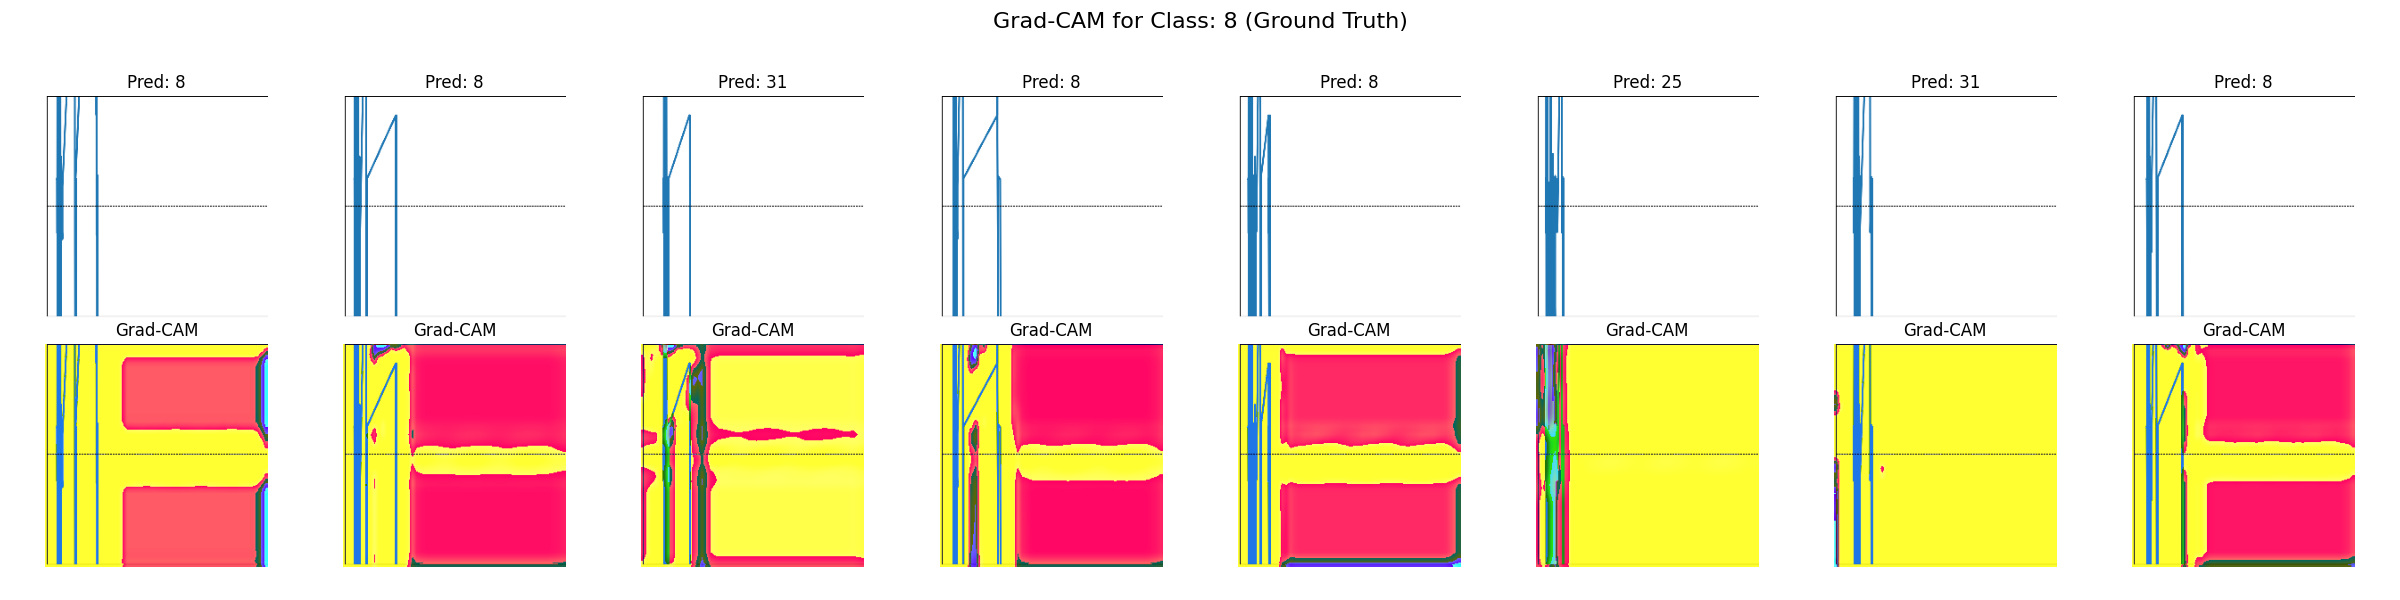 Grad-CAM for Class: 8 (Ground Truth)
Pred: 8 Pred: 8 Pred: 31 Pred: 8 Pred: 8 Pred: 25 Pred: 31 Pred: 8
Grad-CAM Grad-CAM Grad-CAM Grad-CAM Grad-CAM Grad-CAM Grad-CAM Grad-CAM